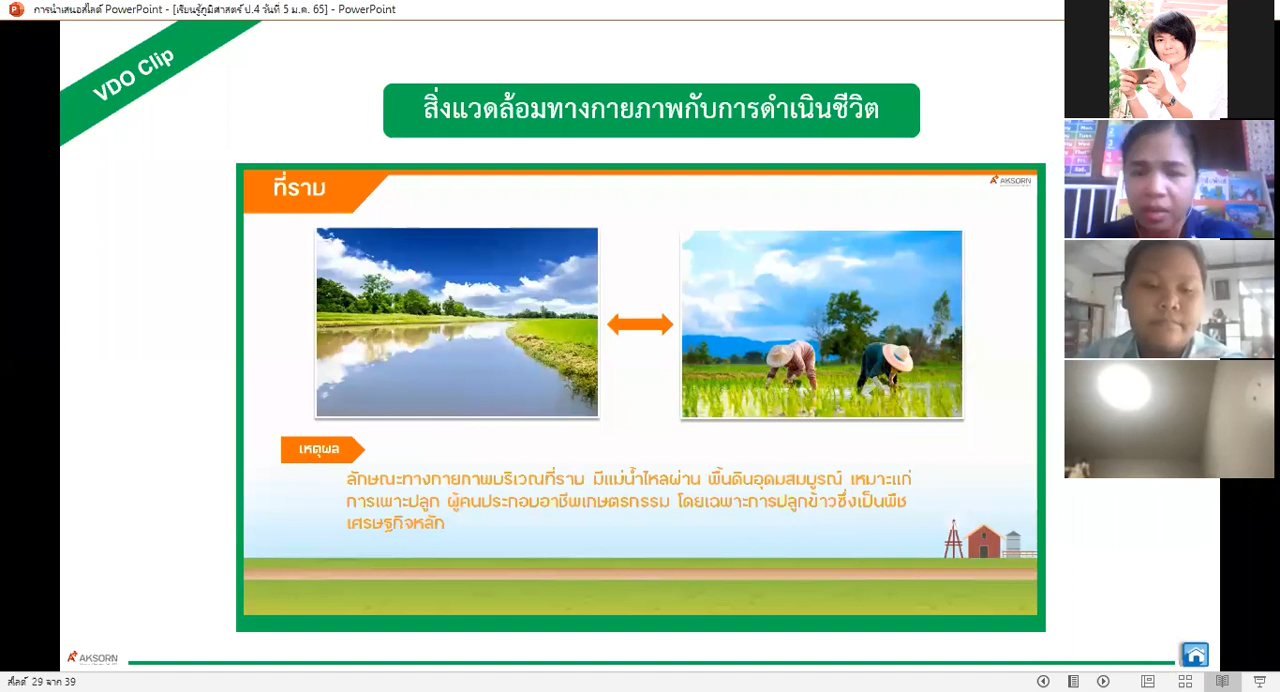 การนำเสนอสไลด์ PowerPoint - [เรียนรู้ภูมิศาสตร์ ป.4 วันที่ 5 ม.ค. 65] - PowerPoint
VDO Clip
สิ่งแวดล้อมทางกายภาพกับการดำเนินชีวิต
ที่ราบ
AKSORN
เหตุผล
ลักษณะทางกายภาพบริเวณที่ราบ มีแม่น้ำไหลผ่าน พื้นดินอุดมสมบูรณ์ เหมาะแก่
การเพาะปลูก ผู้คนประกอบอาชีพเกษตรกรรม โดยเฉพาะการปลูกข้าวซึ่งเป็นพืช
เศรษฐกิจหลัก
AKSORN
สไลด์ 29 จาก 39